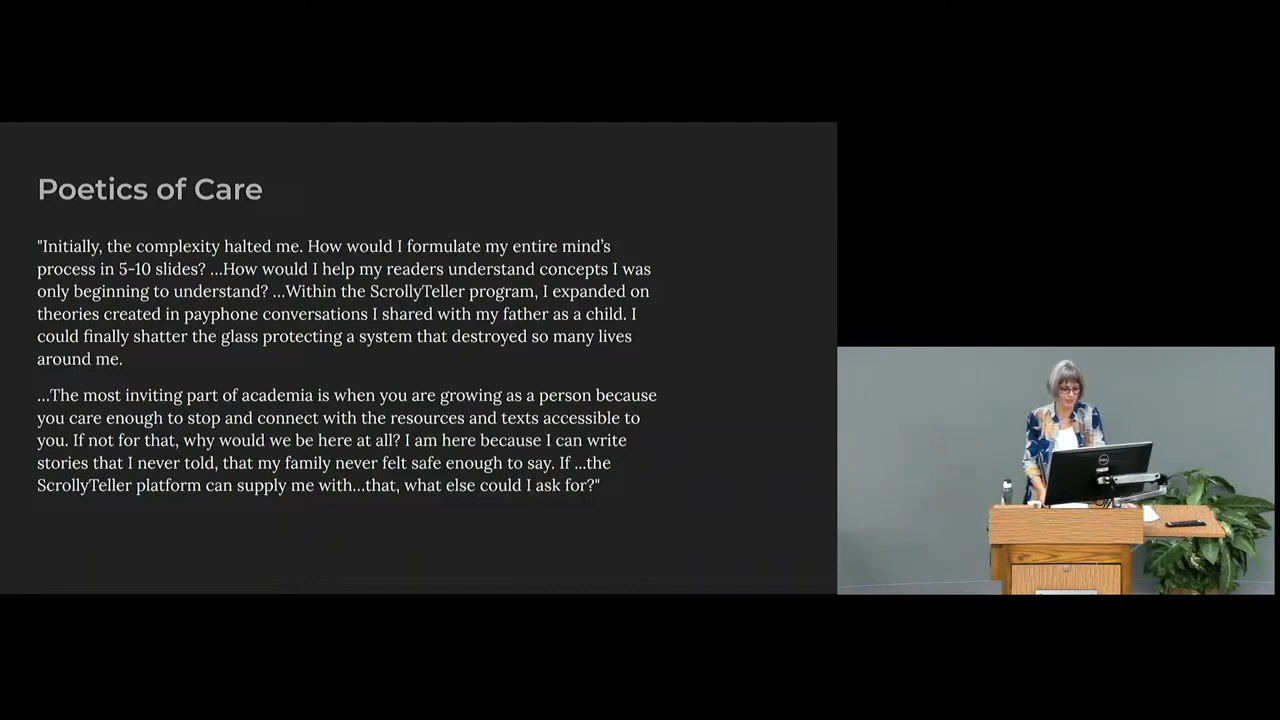 Poetics of Care
"Initially, the complexity halted me. How would I formulate my entire mind’s
process in 5-10 slides? ...How would I help my readers understand concepts I was
only beginning to understand? ...Within the ScrollyTeller program, I expanded on
theories created in payphone conversations I shared with my father as a child. I
could finally shatter the glass protecting a system that destroyed so many lives
around me.
...The most inviting part of academia is when you are growing as a person because
you care enough to stop and connect with the resources and texts accessible to
you. If not for that, why would we be here at all? I am here because I can write
stories that I never told, that my family never felt safe enough to say. If ...the
ScrollyTeller platform can supply me with...that, what else could I ask for?"
DELL